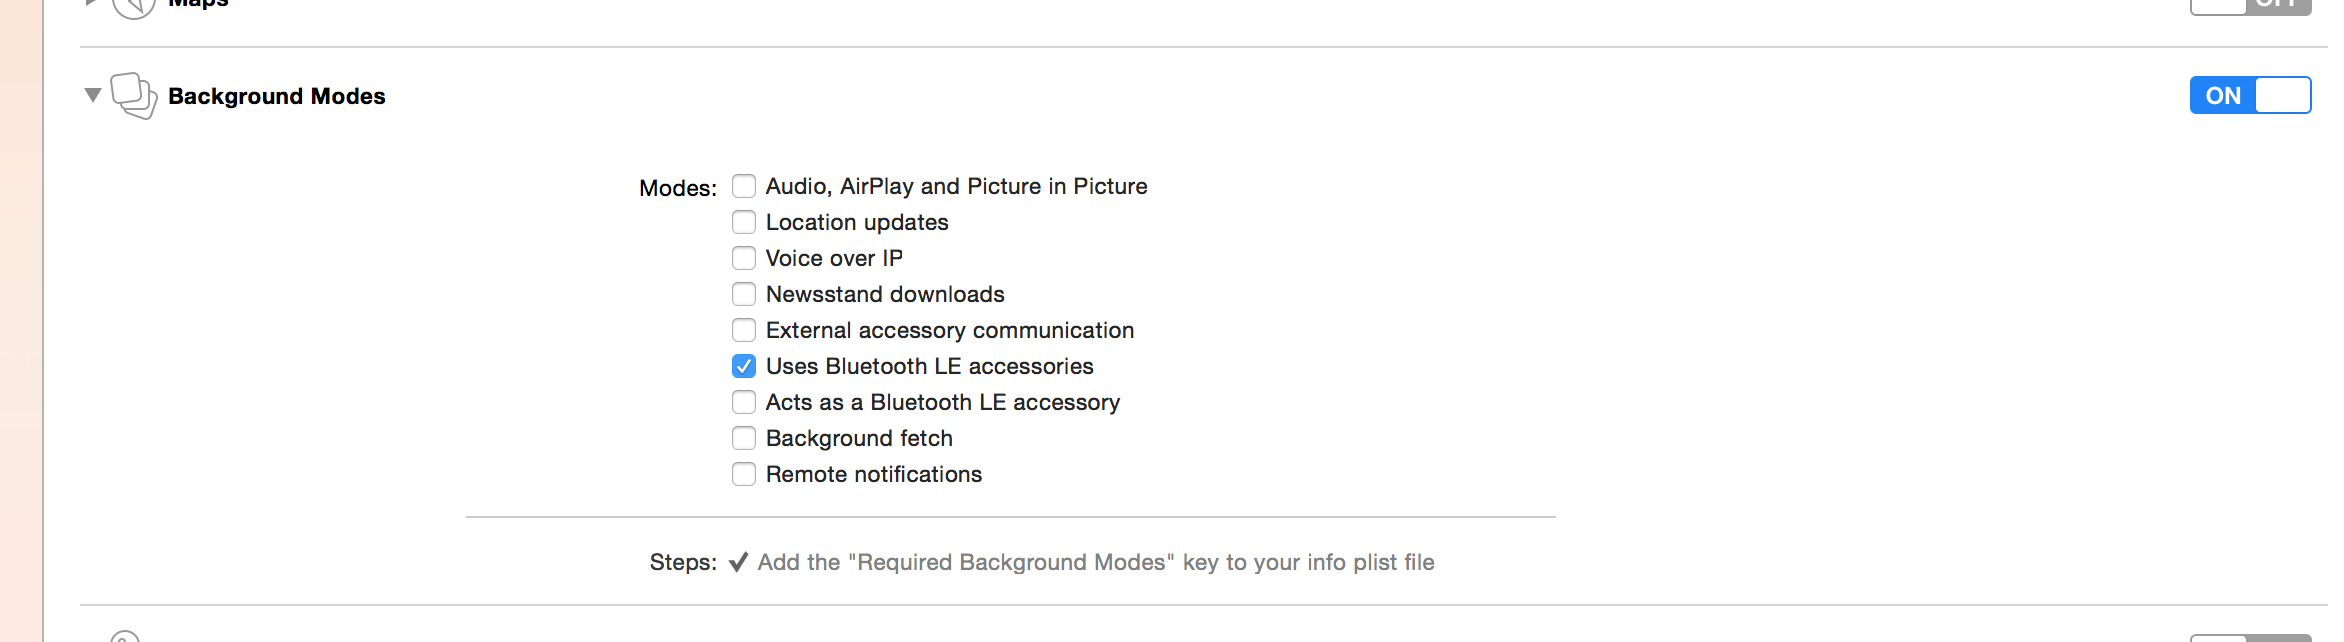 Maps
OFF
Background Modes
ON
Modes:
Audio, AirPlay and Picture in Picture
Location updates
Voice over IP
Newsstand downloads
External accessory communication
Uses Bluetooth LE accessories
Acts as a Bluetooth LE accessory
Background fetch
Remote notifications
Steps: Add the "Required Background Modes" key to your info plist file